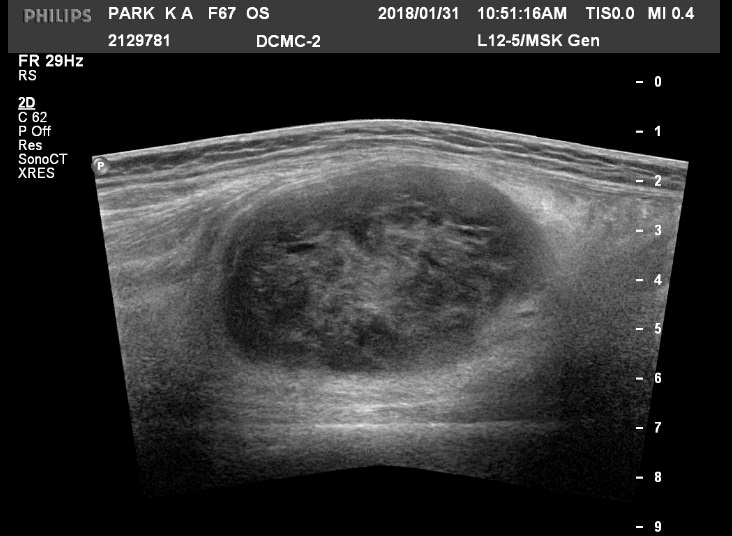 PHILIPS PARK K A F67 OS 2018/01/31 10:51:16AM TIS0.0 MI 0.4
2129781 DCMC-2 L12-5/MSK Gen
FR 29Hz
RS
2D
C 62
P Off
Res
SonoCT
XRES
P
0
1
2
3
4
5
6
7
8
9